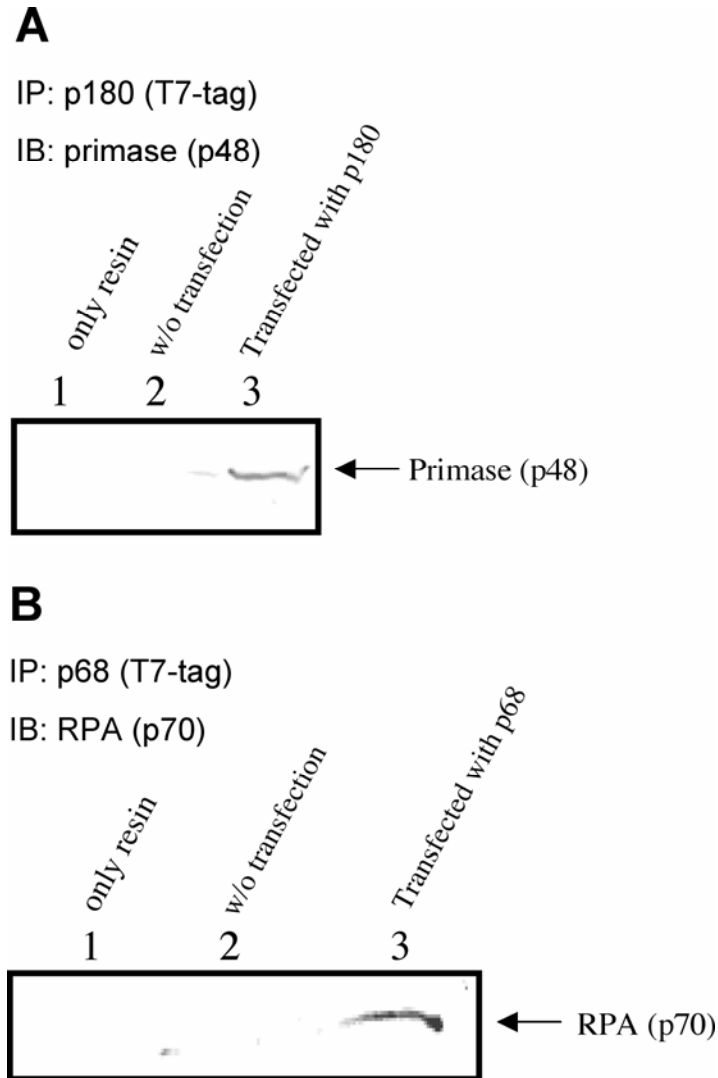 A
IP: p180 (T7-tag)
IB: primase (p48)
only resin
w/o transfection
Transfected with p180
1 2 3
Primase (p48)
B
IP: p68 (T7-tag)
IB: RPA (p70)
only resin
w/o transfection
Transfected with p68
1 2 3
RPA (p70)